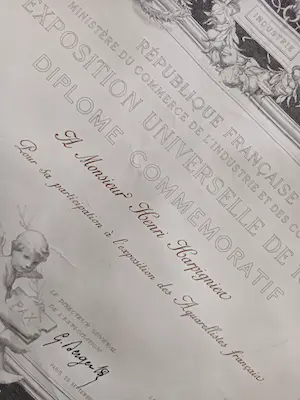 INDUSTRIE
RÉPUBLIQUE FRANÇAISE
MINISTÈRE DU COMMERCE DE L'INDUSTRIE ET DES CO
EXPOSITION UNIVERSELLE DE
DIPLOME COMMEMORATIF
A Monsieur Henri Harpignies
Pour sa participation à l'exposition des Aquarellistes français
LE DIRECTEUR GÉNÉRAL
DE L'EXPLOITATION
G. Berger
PAX